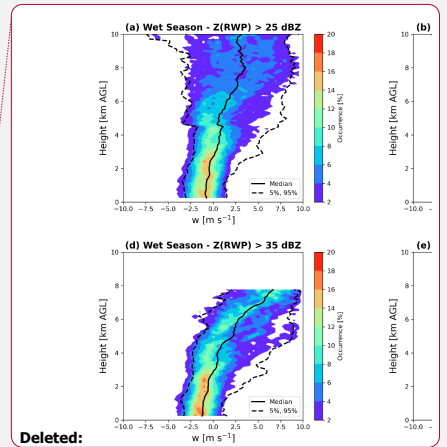 (a) Wet Season - Z(RWP) > 25 dBZ
(b)
Height [km AGL]
10
8
6
4
2
0
−10.0 −7.5 −5.0 −2.5 0.0 2.5 5.0 7.5 10.0
w [m s⁻¹]
Median
5%, 95%
20
18
16
14
12
10
8
6
4
2
Occurrence [%]
Height [km AGL]
10
8
6
4
2
0
−10.0
(d) Wet Season - Z(RWP) > 35 dBZ
(e)
Height [km AGL]
10
8
6
4
2
0
−10.0 −7.5 −5.0 −2.5 0.0 2.5 5.0 7.5 10.0
w [m s⁻¹]
Median
5%, 95%
20
18
16
14
12
10
8
6
4
2
Occurrence [%]
Height [km AGL]
10
8
6
4
2
0
−10.0
Deleted: